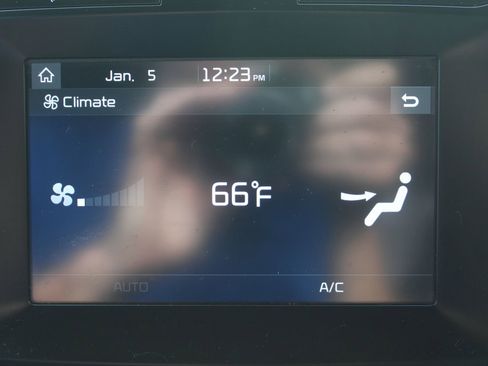 Jan. 5 12:23 PM
Climate
66°F
AUTO A/C